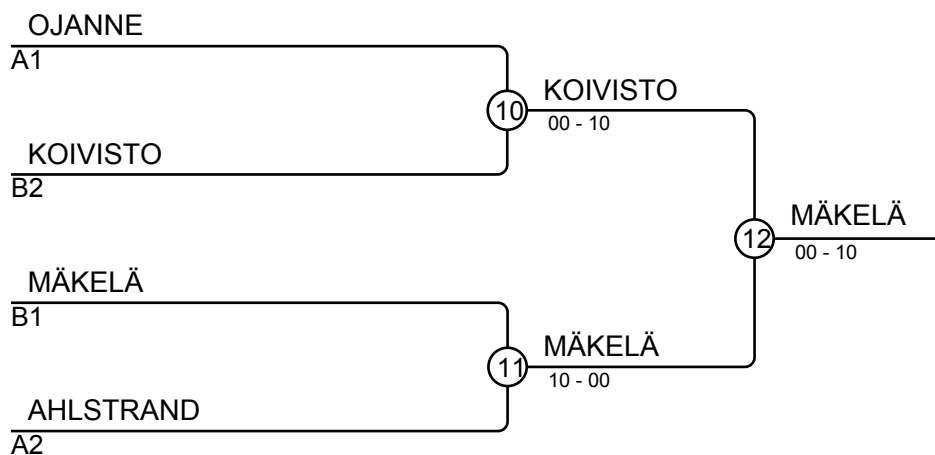 OJANNE
A1
10
KOIVISTO
00 - 10
KOIVISTO
B2
12
MÄKELÄ
00 - 10
MÄKELÄ
B1
11
MÄKELÄ
10 - 00
AHLSTRAND
A2